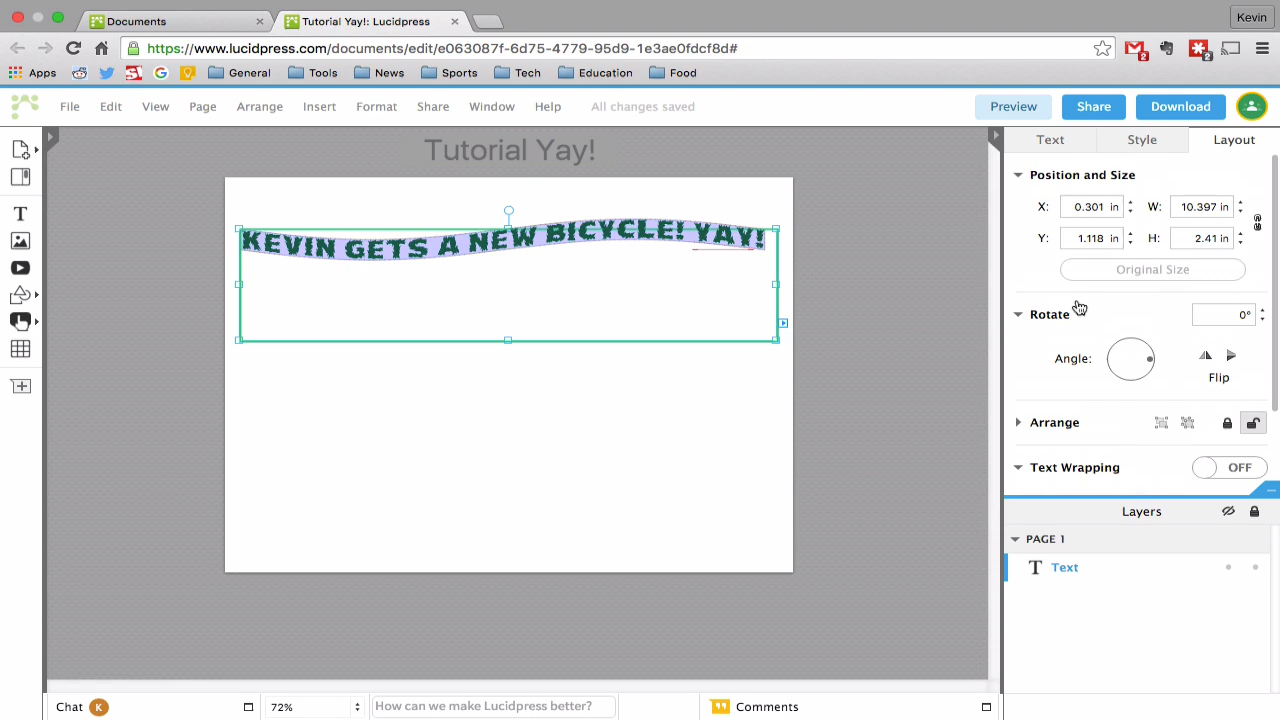 Documents
Tutorial Yay!: Lucidpress
Kevin
https://www.lucidpress.com/documents/edit/e063087f-6d75-4779-95d9-1e3ae0fdcf8d#
2
2
Apps
General
Tools
News
Sports
Tech
Education
Food
File Edit View Page Arrange Insert Format Share Window Help
All changes saved
Preview
Share
Download
Tutorial Yay!
KEVIN GETS A NEW BICYCLE! YAY!
Text Style Layout
Position and Size
X: 0.301 in W: 10.397 in
Y: 1.118 in H: 2.41 in
Original Size
Rotate 0°
Angle:
Flip
Arrange
Text Wrapping OFF
Layers
PAGE 1
T Text
Chat K
72%
How can we make Lucidpress better?
Comments